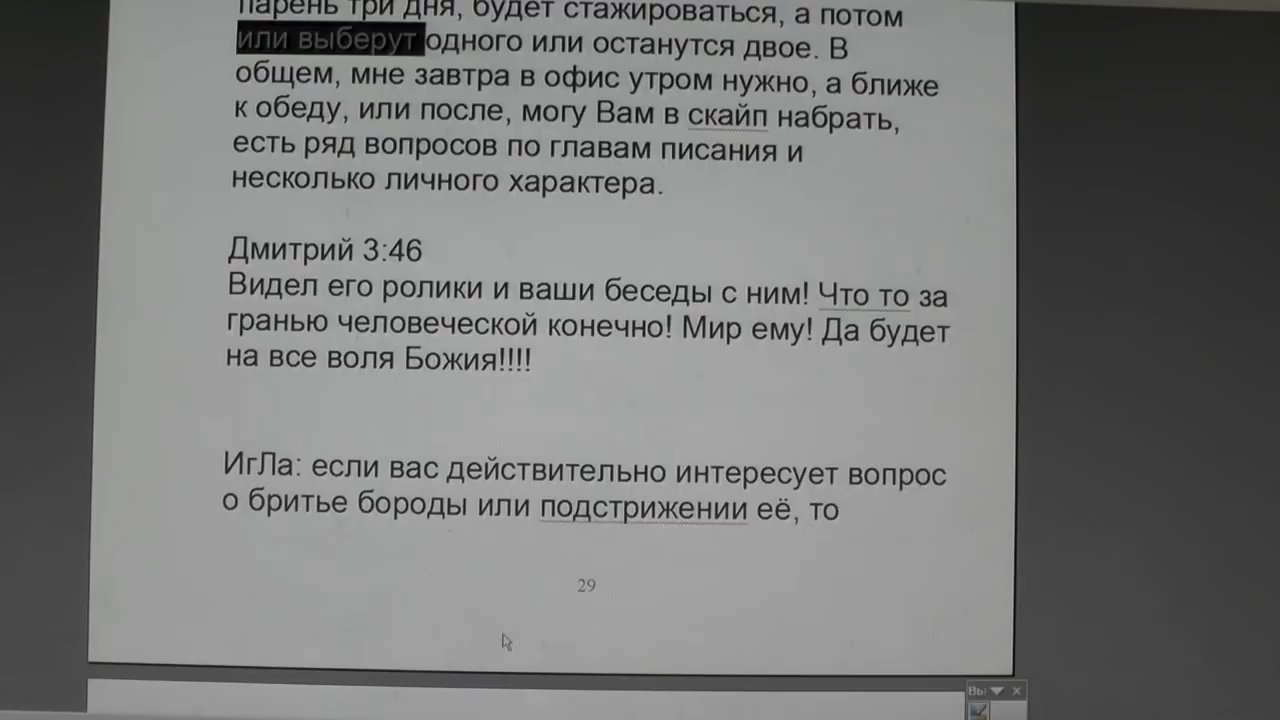 парень три дня, будет стажироваться, а потом
или выберут одного или останутся двое. В
общем, мне завтра в офис утром нужно, а ближе
к обеду, или после, могу Вам в скайп набрать,
есть ряд вопросов по главам писания и
несколько личного характера.
Дмитрий 3:46
Видел его ролики и ваши беседы с ним! Что то за
гранью человеческой конечно! Мир ему! Да будет
на все воля Божия!!!!
ИгЛа: если вас действительно интересует вопрос
о бритье бороды или подстрижении её, то
29
Вы